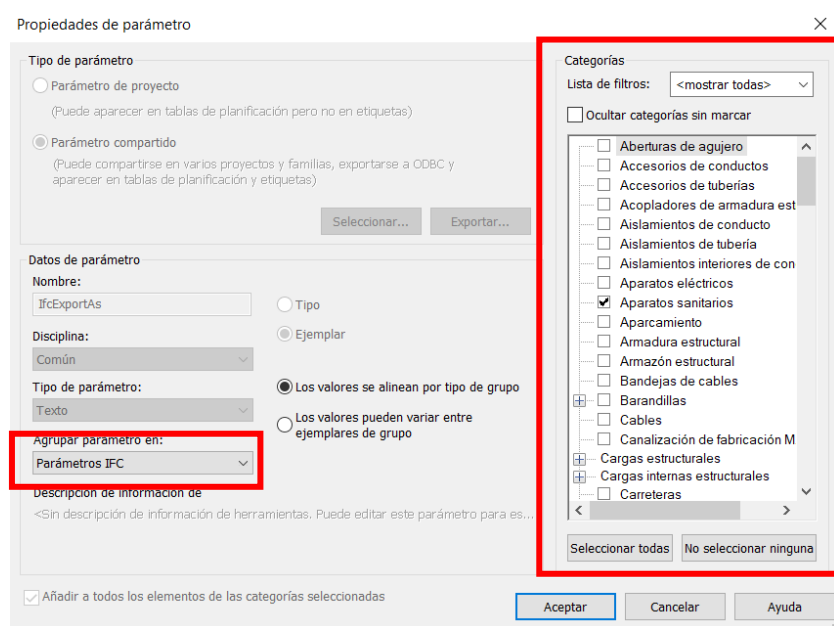 Propiedades de parámetro
Tipo de parámetro
Parámetro de proyecto
(Puede aparecer en tablas de planificación pero no en etiquetas)
Parámetro compartido
(Puede compartirse en varios proyectos y familias, exportarse a ODBC y
aparecer en tablas de planificación y etiquetas)
Seleccionar...
Exportar...
Datos de parámetro
Nombre:
IfcExportAs
Tipo
Disciplina:
Ejemplar
Común
Tipo de parámetro:
Los valores se alinean por tipo de grupo
Texto
Los valores pueden variar entre
ejemplares de grupo
Agrupar parámetro en:
Parámetros IFC
Descripción de información de
<Sin descripción de información de herramientas. Puede editar este parámetro para es...
Añadir a todos los elementos de las categorías seleccionadas
Categorías
Lista de filtros:
<mostrar todas>
Ocultar categorías sin marcar
Aberturas de agujero
Accesorios de conductos
Accesorios de tuberías
Acopladores de armadura est
Aislamientos de conducto
Aislamientos de tubería
Aislamientos interiores de con
Aparatos eléctricos
Aparatos sanitarios
Aparcamiento
Armadura estructural
Armazón estructural
Bandejas de cables
Barandillas
Cables
Canalización de fabricación M
Cargas estructurales
Cargas internas estructurales
Carreteras
Seleccionar todas
No seleccionar ninguna
Aceptar
Cancelar
Ayuda